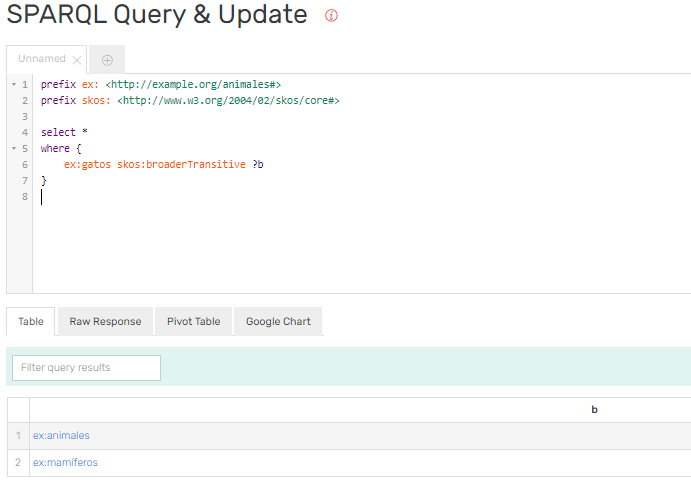 SPARQL Query & Update
Unnamed
1 prefix ex: <http://example.org/animales#>
2 prefix skos: <http://www.w3.org/2004/02/skos/core#>
3
4 select *
5 where {
6 ex:gatos skos:broaderTransitive ?b
7 }
8
Table Raw Response Pivot Table Google Chart
Filter query results
b
1 ex:animales
2 ex:mamíferos